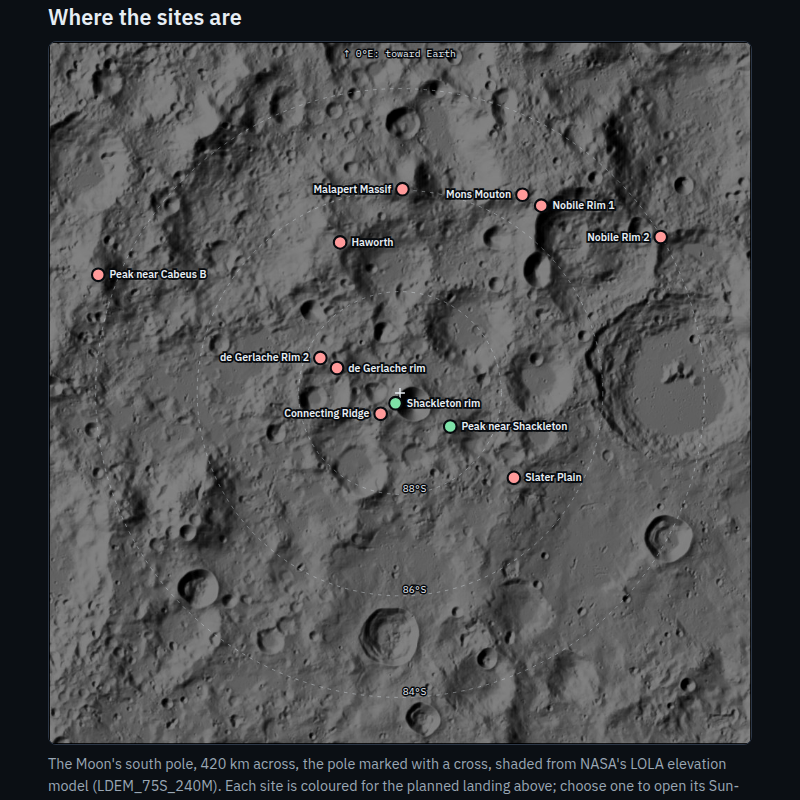 Where the sites are
↑ 0°E: toward Earth
Malapert Massif
Mons Mouton
Nobile Rim 1
Nobile Rim 2
Haworth
Peak near Cabeus B
de Gerlache Rim 2
de Gerlache rim
Shackleton rim
Connecting Ridge
Peak near Shackleton
Slater Plain
88°S
86°S
84°S
The Moon's south pole, 420 km across, the pole marked with a cross, shaded from NASA's LOLA elevation
model (LDEM_75S_240M). Each site is coloured for the planned landing above; choose one to open its Sun-